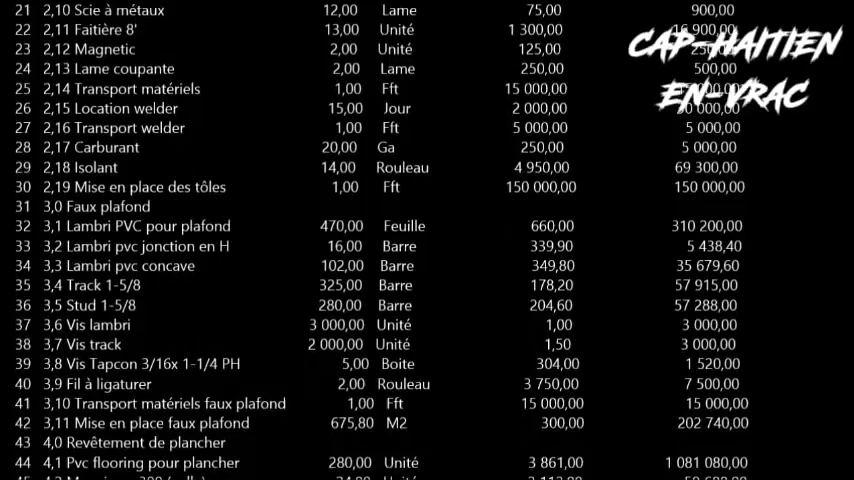 21 2,10 Scie à métaux 12,00 Lame 75,00 900,00
22 2,11 Faitière 8' 13,00 Unité 1 300,00 16 900,00
23 2,12 Magnetic 2,00 Unité 125,00 250,00
24 2,13 Lame coupante 2,00 Lame 250,00 500,00
25 2,14 Transport matériels 1,00 Fft 15 000,00
26 2,15 Location welder 15,00 Jour 2 000,00
27 2,16 Transport welder 1,00 Fft 5 000,00 5 000,00
28 2,17 Carburant 20,00 Ga 250,00 5 000,00
29 2,18 Isolant 14,00 Rouleau 4 950,00 69 300,00
30 2,19 Mise en place des tôles 1,00 Fft 150 000,00 150 000,00
31 3,0 Faux plafond
32 3,1 Lambri PVC pour plafond 470,00 Feuille 660,00 310 200,00
33 3,2 Lambri pvc jonction en H 16,00 Barre 339,90 5 438,40
34 3,3 Lambri pvc concave 102,00 Barre 349,80 35 679,60
35 3,4 Track 1-5/8 325,00 Barre 178,20 57 915,00
36 3,5 Stud 1-5/8 280,00 Barre 204,60 57 288,00
37 3,6 Vis lambri 3 000,00 Unité 1,00 3 000,00
38 3,7 Vis track 2 000,00 Unité 1,50 3 000,00
39 3,8 Vis Tapcon 3/16x 1-1/4 PH 5,00 Boite 304,00 1 520,00
40 3,9 Fil à ligaturer 2,00 Rouleau 3 750,00 7 500,00
41 3,10 Transport matériels faux plafond 1,00 Fft 15 000,00 15 000,00
42 3,11 Mise en place faux plafond 675,80 M2 300,00 202 740,00
43 4,0 Revêtement de plancher
44 4,1 Pvc flooring pour plancher 280,00 Unité 3 861,00 1 081 080,00
CAP-HAITIEN
EN-VRAC